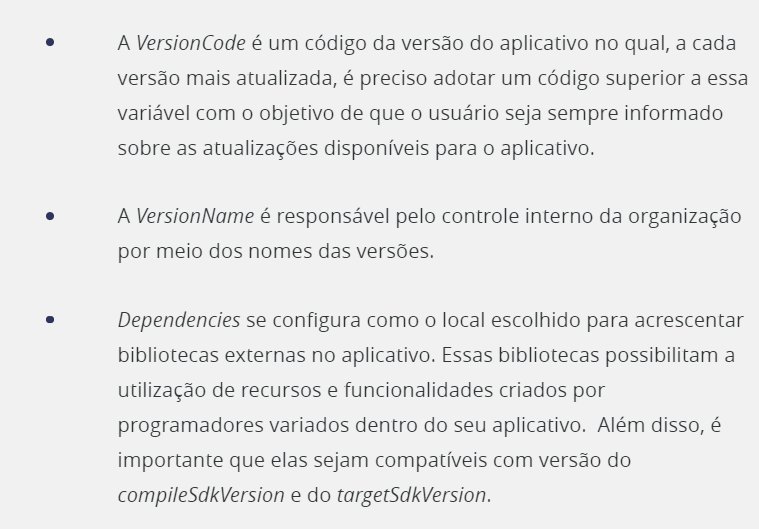 • A VersionCode é um código da versão do aplicativo no qual, a cada
versão mais atualizada, é preciso adotar um código superior a essa
variável com o objetivo de que o usuário seja sempre informado
sobre as atualizações disponíveis para o aplicativo.
• A VersionName é responsável pelo controle interno da organização
por meio dos nomes das versões.
• Dependencies se configura como o local escolhido para acrescentar
bibliotecas externas no aplicativo. Essas bibliotecas possibilitam a
utilização de recursos e funcionalidades criados por
programadores variados dentro do seu aplicativo.  Além disso, é
importante que elas sejam compatíveis com versão do
compileSdkVersion e do targetSdkVersion.